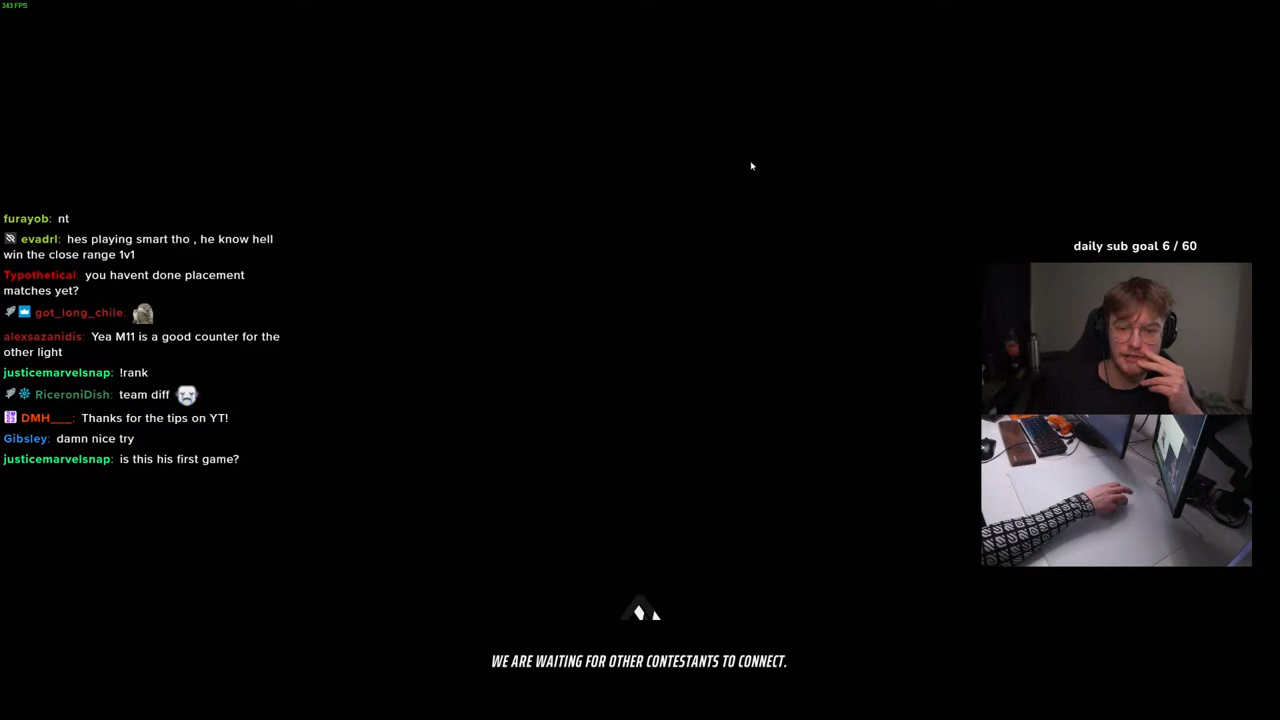 343 FPS
furayob: nt
evadrl: hes playing smart tho , he know hell
win the close range 1v1
Typothetical: you havent done placement
matches yet?
got_long_chile:
alexsazanidis: Yea M11 is a good counter for the
other light
justicemarvelsnap: !rank
RiceroniDish: team diff
DMH___: Thanks for the tips on YT!
Gibsley: damn nice try
justicemarvelsnap: is this his first game?
daily sub goal 6 / 60
WE ARE WAITING FOR OTHER CONTESTANTS TO CONNECT.